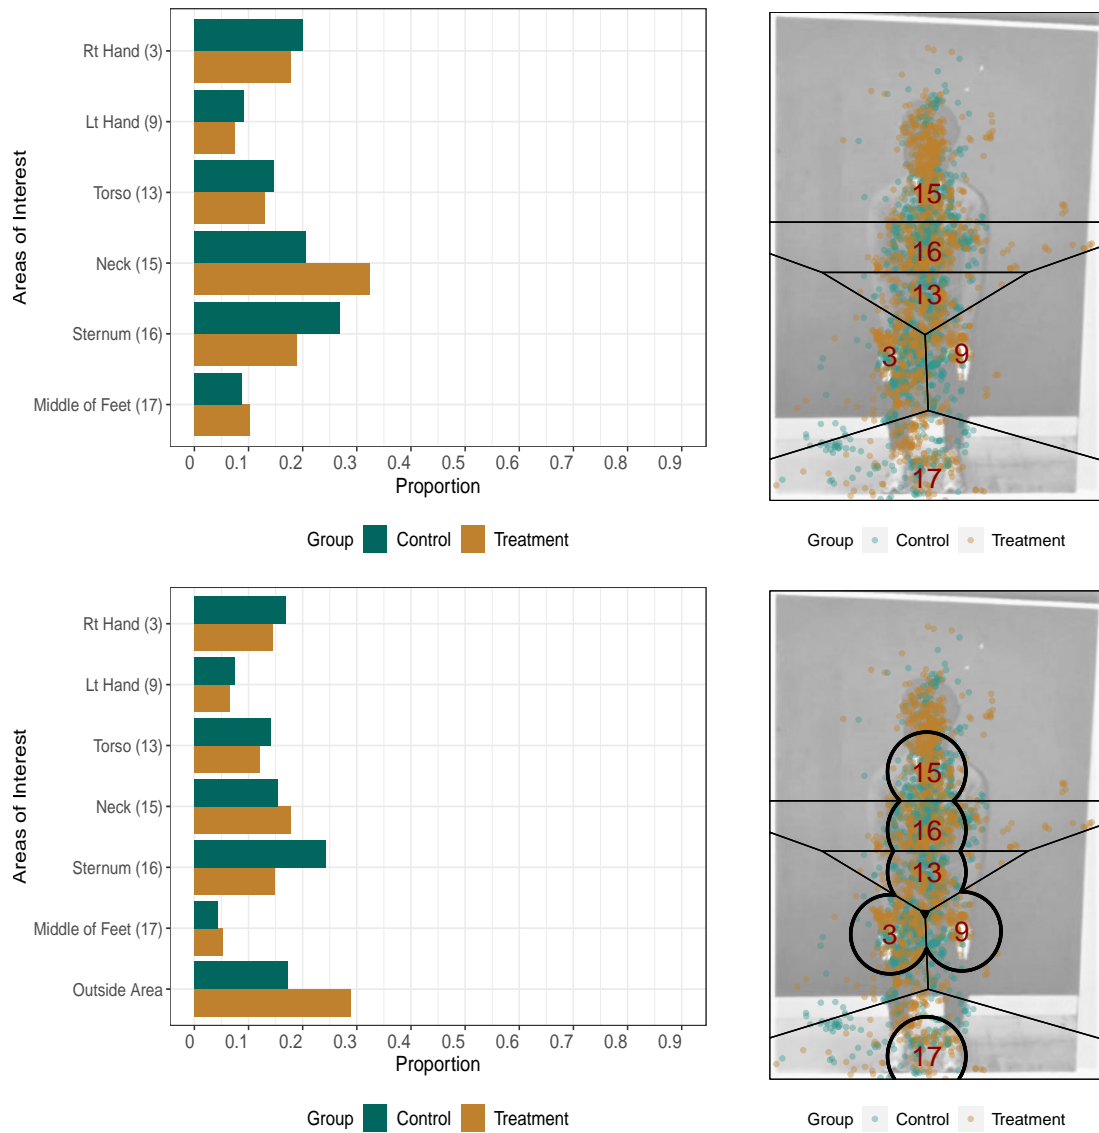 Areas of Interest
Rt Hand (3)
Lt Hand (9)
Torso (13)
Neck (15)
Sternum (16)
Middle of Feet (17)
0 0.1 0.2 0.3 0.4 0.5 0.6 0.7 0.8 0.9
Proportion
Group Control Treatment
15
16
13
3 9
17
Group Control Treatment
Areas of Interest
Rt Hand (3)
Lt Hand (9)
Torso (13)
Neck (15)
Sternum (16)
Middle of Feet (17)
Outside Area
0 0.1 0.2 0.3 0.4 0.5 0.6 0.7 0.8 0.9
Proportion
Group Control Treatment
15
16
13
3 9
17
Group Control Treatment